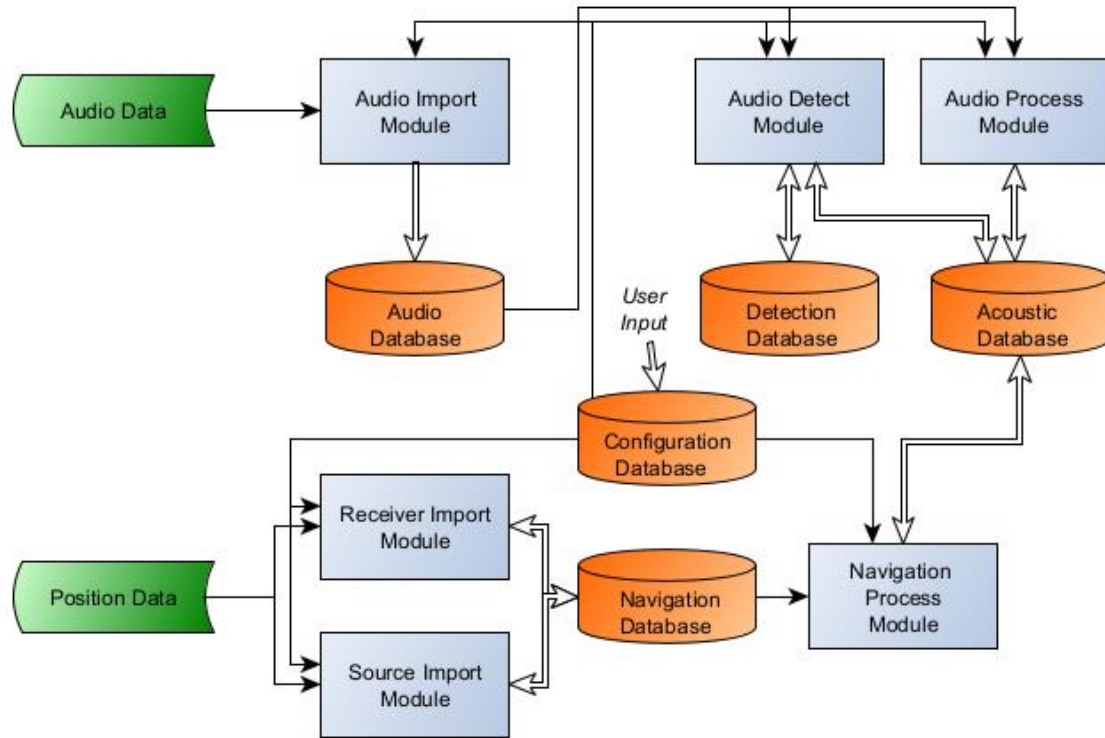 Audio Data
Audio Import
Module
Audio Detect
Module
Audio Process
Module
Audio
Database
User
Input
Detection
Database
Acoustic
Database
Configuration
Database
Receiver Import
Module
Position Data
Navigation
Database
Navigation
Process
Module
Source Import
Module